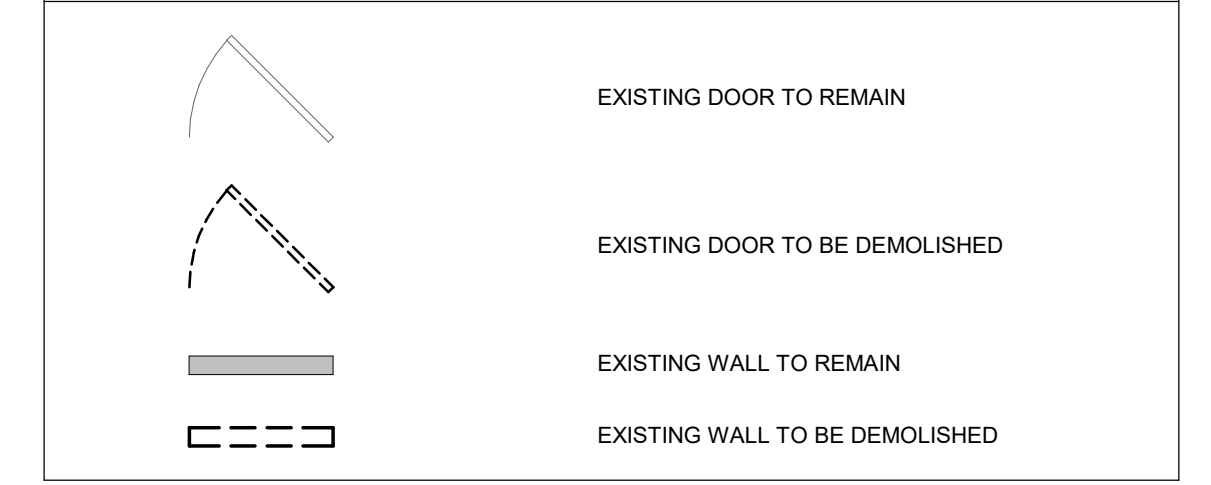 EXISTING DOOR TO REMAIN
EXISTING DOOR TO BE DEMOLISHED
EXISTING WALL TO REMAIN
EXISTING WALL TO BE DEMOLISHED